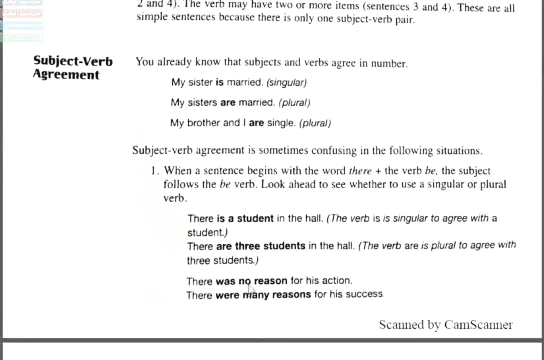 2 and 4). The verb may have two or more items (sentences 3 and 4). These are all
simple sentences because there is only one subject-verb pair.
Subject-Verb
Agreement
You already know that subjects and verbs agree in number.
My sister is married. (singular)
My sisters are married. (plural)
My brother and I are single. (plural)
Subject-verb agreement is sometimes confusing in the following situations.
1. When a sentence begins with the word there + the verb be, the subject
follows the be verb. Look ahead to see whether to use a singular or plural
verb.
There is a student in the hall. (The verb is is singular to agree with a
student.)
There are three students in the hall. (The verb are is plural to agree with
three students.)
There was no reason for his action.
There were many reasons for his success.
Scanned by CamScanner